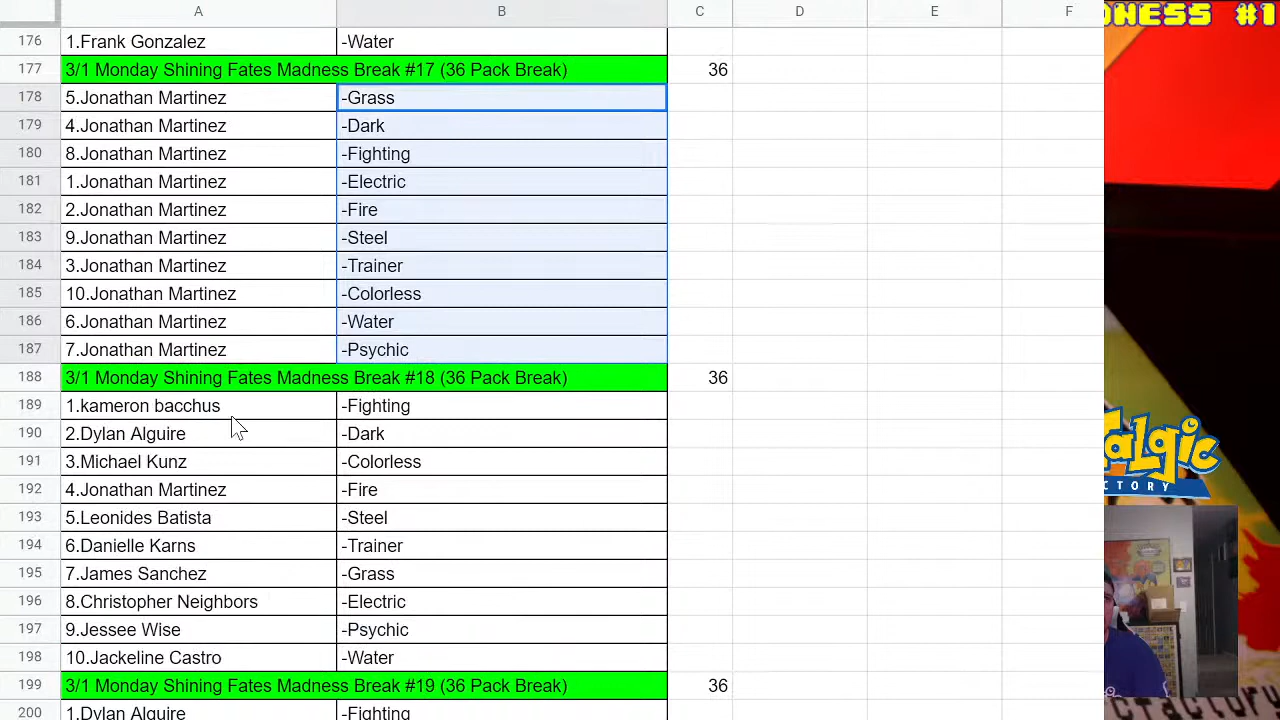 A B C D E F
DNESS #1
176 1.Frank Gonzalez -Water
177 3/1 Monday Shining Fates Madness Break #17 (36 Pack Break) 36
178 5.Jonathan Martinez -Grass
179 4.Jonathan Martinez -Dark
180 8.Jonathan Martinez -Fighting
181 1.Jonathan Martinez -Electric
182 2.Jonathan Martinez -Fire
183 9.Jonathan Martinez -Steel
184 3.Jonathan Martinez -Trainer
185 10.Jonathan Martinez -Colorless
186 6.Jonathan Martinez -Water
187 7.Jonathan Martinez -Psychic
188 3/1 Monday Shining Fates Madness Break #18 (36 Pack Break) 36
189 1.kameron bacchus -Fighting
190 2.Dylan Alguire -Dark
191 3.Michael Kunz -Colorless
192 4.Jonathan Martinez -Fire
193 5.Leonides Batista -Steel
194 6.Danielle Karns -Trainer
195 7.James Sanchez -Grass
196 8.Christopher Neighbors -Electric
197 9.Jessee Wise -Psychic
198 10.Jackeline Castro -Water
199 3/1 Monday Shining Fates Madness Break #19 (36 Pack Break) 36
200 1.Dylan Alguire -Fighting
talgic
CTORY